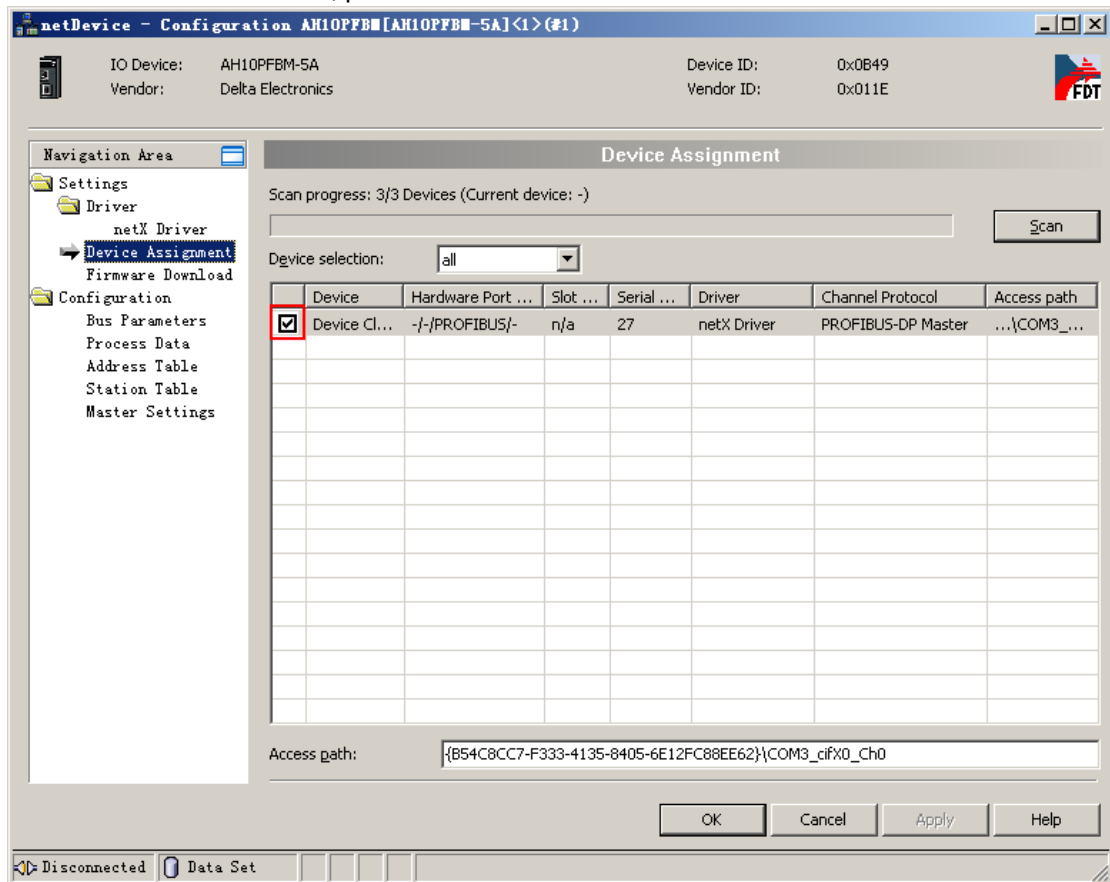 netDevice - Configuration AH10PFBM[AH10PFBM-5A]<1>(#1)
IO Device: AH10PFBM-5A Device ID: 0x0B49
Vendor: Delta Electronics Vendor ID: 0x011E
FDT
Navigation Area
Device Assignment
Settings
Driver
netX Driver
Device Assignment
Firmware Download
Configuration
Bus Parameters
Process Data
Address Table
Station Table
Master Settings
Scan progress: 3/3 Devices (Current device: -)
Scan
Device selection: all
Device Hardware Port ... Slot ... Serial ... Driver Channel Protocol Access path
Device Cl... -/-/PROFIBUS/- n/a 27 netX Driver PROFIBUS-DP Master ...\COM3_...
Access path: {B54C8CC7-F333-4135-8405-6E12FC88EE62}\COM3_cifX0_Ch0
OK Cancel Apply Help
Disconnected Data Set